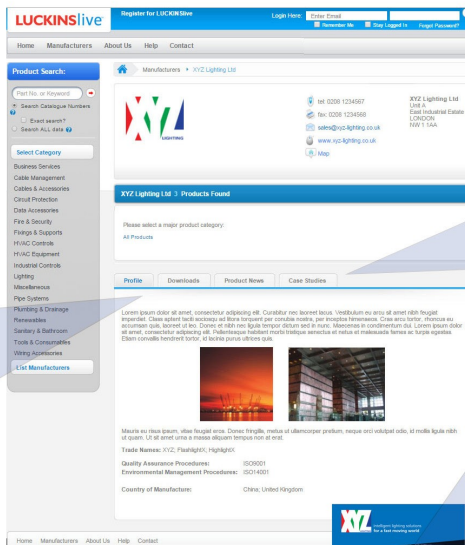 LUCKINSlive
Register for LUCKINSlive
Login Here:
Enter Email
Remember Me
Stay Logged In
Forgot Password?
Home
Manufacturers
About Us
Help
Contact
Product Search:
Part No. or Keyword
Search Catalogue Numbers
Exact search?
Search ALL data
Select Category
Business Services
Cable Management
Cables & Accessories
Circuit Protection
Data Accessories
Fire & Security
Fixings & Supports
HVAC Controls
HVAC Equipment
Industrial Controls
Lighting
Miscellaneous
Pipe Systems
Plumbing & Drainage
Renewables
Sanitary & Bathroom
Tools & Consumables
Wiring Accessories
List Manufacturers
Manufacturers
XYZ Lighting Ltd
XYZ
LIGHTING
tel: 0208 1234567
fax: 0208 1234568
sales@xyz-lighting.co.uk
www.xyz-lighting.co.uk
Map
XYZ Lighting Ltd
Unit A
East Industrial Estate
LONDON
NW 1 1AA
XYZ Lighting Ltd 3 Products Found
Please select a major product category:
All Products
Profile
Downloads
Product News
Case Studies
Lorem ipsum dolor sit amet, consectetur adipiscing elit. Curabitur nec laoreet lacus. Vestibulum eu arcu sit amet nibh feugiat
imperdiet. Class aptent taciti sociosqu ad litora torquent per conubia nostra, per inceptos himenaeos. Cras arcu tortor, rhoncus eu
accumsan quis, laoreet ut leo. Donec et nibh nec ligula tempor dictum sed in nunc. Maecenas in condimentum dui. Lorem ipsum dolor
sit amet, consectetur adipiscing elit. Pellentesque habitant morbi tristique senectus et netus et malesuada fames ac turpis egestas.
Etiam convallis hendrerit tortor, id lacinia purus ultrices quis.
Mauris eu risus ipsum, vitae feugiat eros. Donec fringilla, metus ut ullamcorper pretium, neque orci volutpat odio, id mollis ligula nibh
ut quam. Ut sit amet urna a massa aliquam tempus non at erat.
Trade Names: XYZ; FlashlightX; HighlightX
Quality Assurance Procedures: ISO9001
Environmental Management Procedures: ISO14001
Country of Manufacture: China; United Kingdom
XYZ
intelligent lighting solutions
for a fast moving world
Home
Manufacturers
About Us
Help
Contact